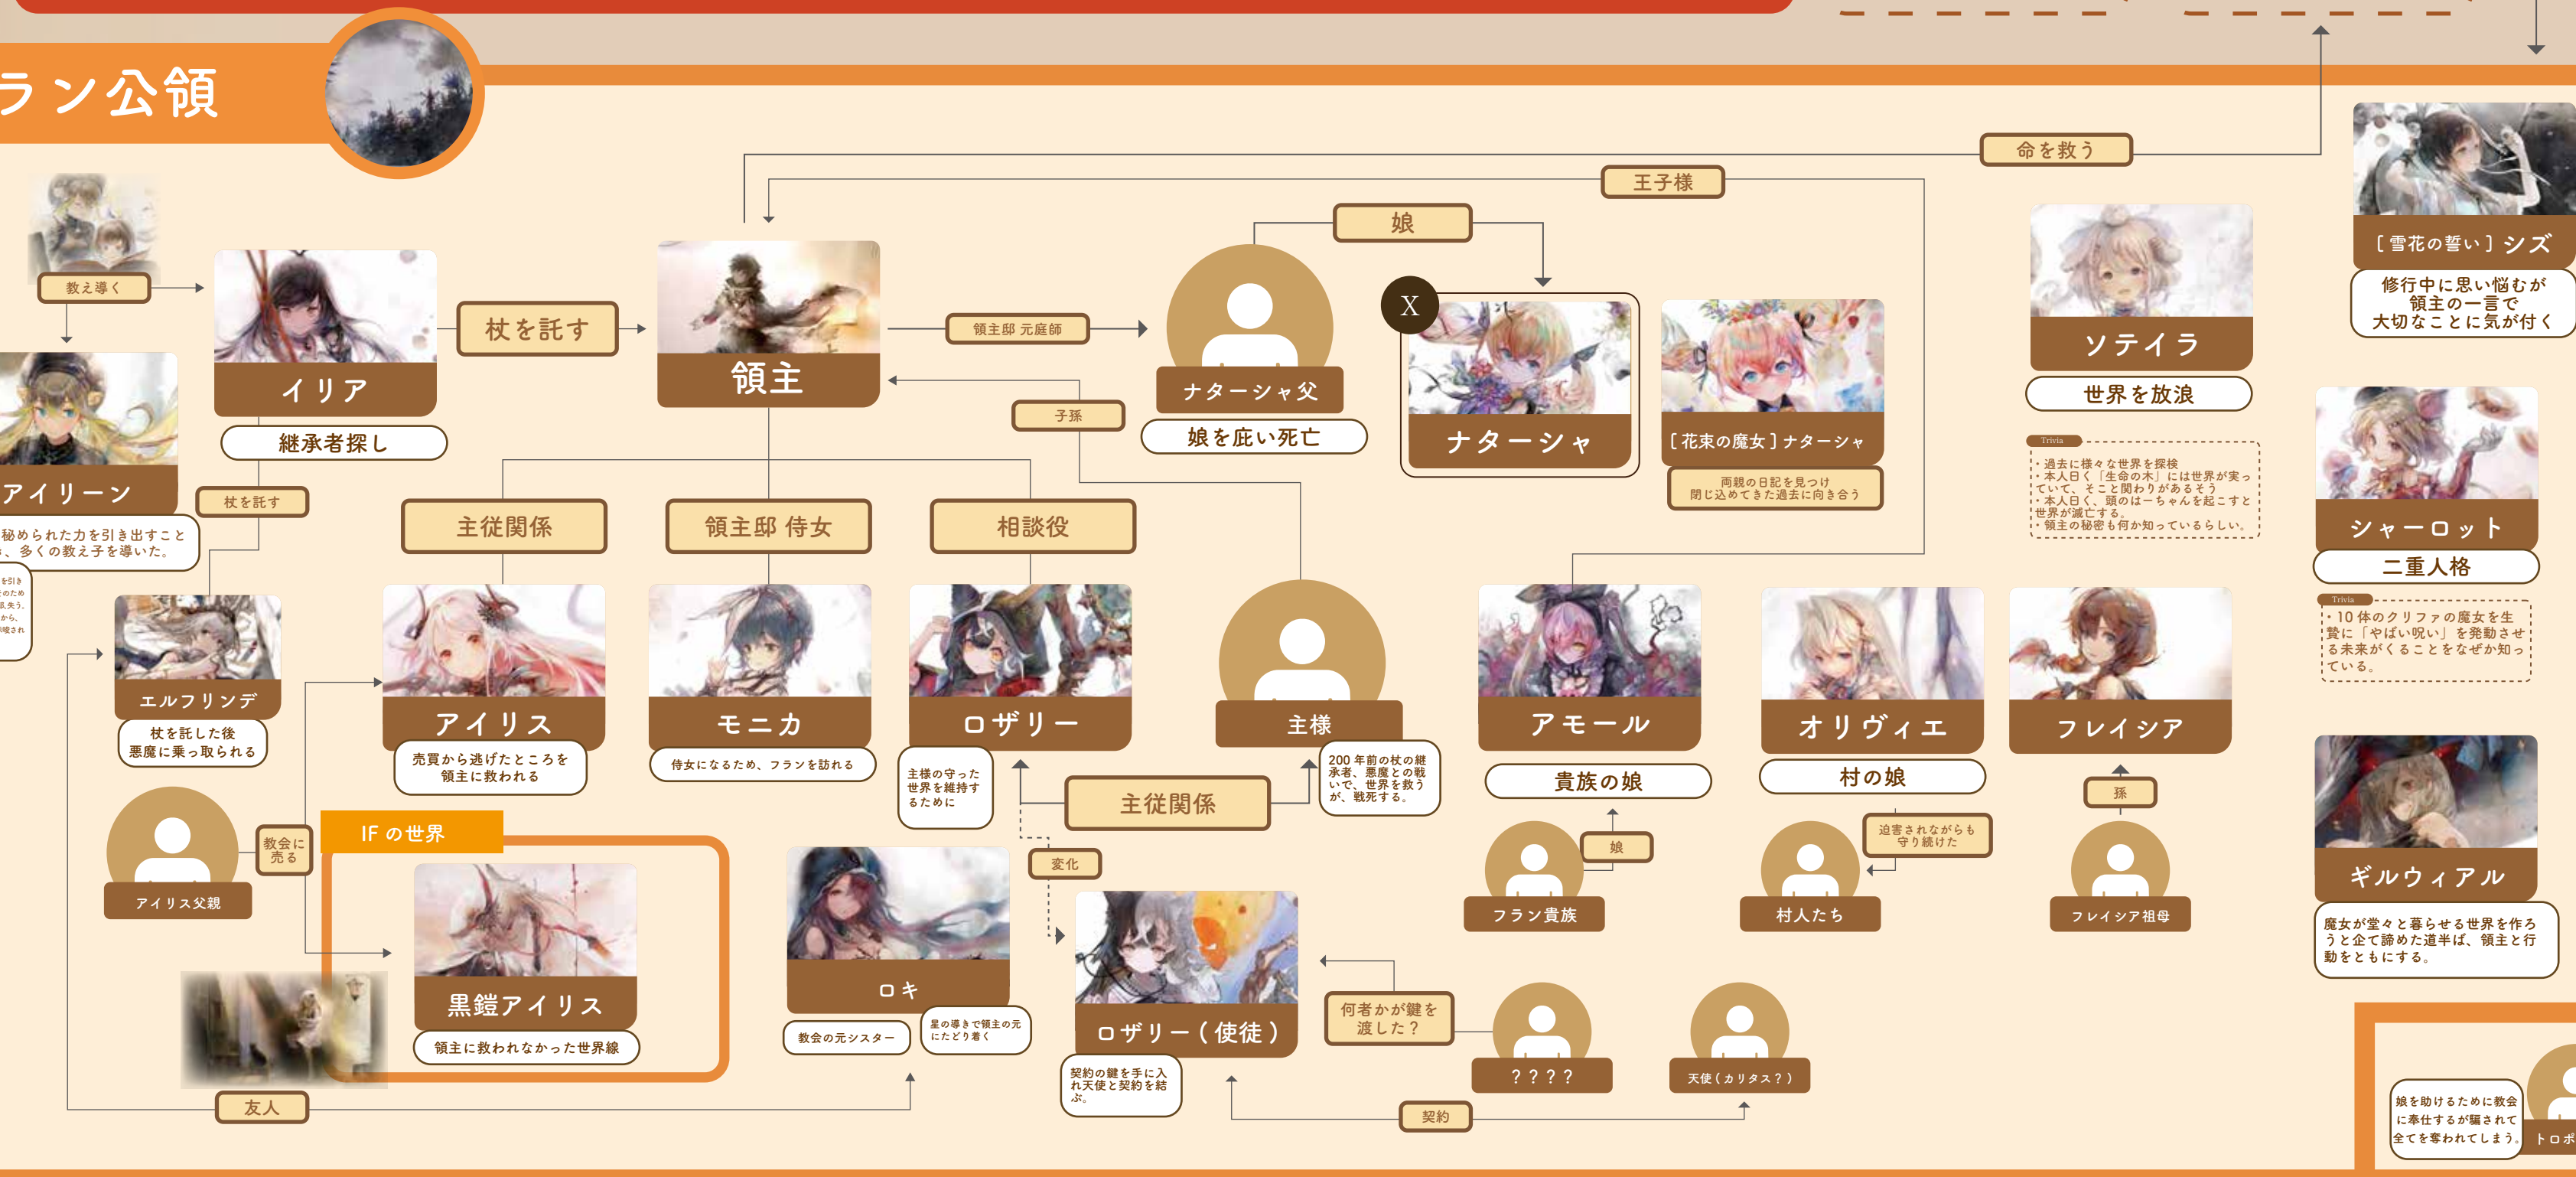 ラン公領
命を救う
王子様
娘
教え導く
イリア
継承者探し
杖を託す
領主
領主邸 元庭師
ナターシャ父
娘を庇い死亡
X
ナターシャ
[ 花束の魔女 ] ナターシャ
両親の日記を見つけ
閉じ込めてきた過去に向き合う
ソテイラ
世界を放浪
Trivia
・過去に様々な世界を探検
・本人曰く「生命の木」には世界が実っ
ていて、そこと関わりがあるそう
・本人曰く、頭のはーちゃんを起こすと
世界が滅亡する。
・領主の秘密も何か知っているらしい。
[ 雪花の誓い ] シズ
修行中に思い悩むが
領主の一言で
大切なことに気が付く
アイリーン
秘められた力を引き出すこと
、多くの教え子を導いた。
を引き
のため
失う。
から、
され
杖を託す
子孫
主従関係
領主邸 侍女
相談役
シャーロット
二重人格
Trivia
・10 体のクリファの魔女を生
贄に「やばい呪い」を発動させ
る未来がくることをなぜか知っ
ている。
エルフリンデ
杖を託した後
悪魔に乗っ取られる
アイリス
売買から逃げたところを
領主に救われる
モニカ
侍女になるため、フランを訪れる
ロザリー
主様の守った
世界を維持す
るために
主従関係
主様
200 年前の杖の継
承者、悪魔との戦
いで、世界を救う
が、戦死する。
アモール
貴族の娘
娘
フラン貴族
オリヴィエ
村の娘
迫害されながらも
守り続けた
村人たち
フレイシア
孫
フレイシア祖母
ギルウィアル
魔女が堂々と暮らせる世界を作ろ
うと企て諦めた道半ば、領主と行
動をともにする。
アイリス父親
教会に
売る
IF の世界
黒鎧アイリス
領主に救われなかった世界線
友人
ロキ
教会の元シスター
星の導きで領主の元
にたどり着く
変化
ロザリー ( 使徒 )
契約の鍵を手に入
れ天使と契約を結
ぶ。
何者かが鍵を
渡した？
？？？？
天使 ( カリタス？ )
契約
娘を助けるために教会
に奉仕するが騙されて
全てを奪われてしまう。
トロポ